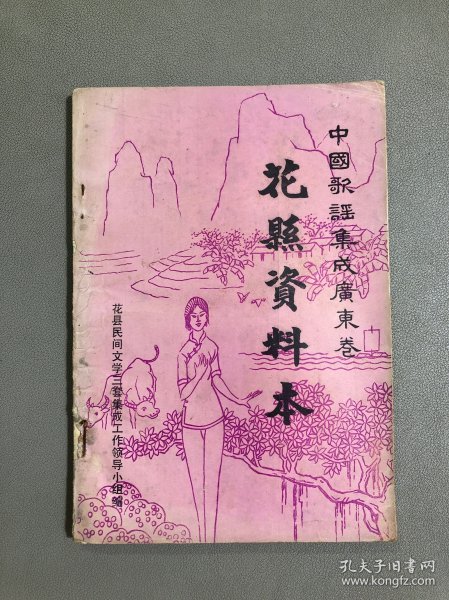 中國歌謡集成廣東卷
花縣資料本
花县民间文学三套集成工作领导小组编
孔夫子旧书网
www.kongfz.com